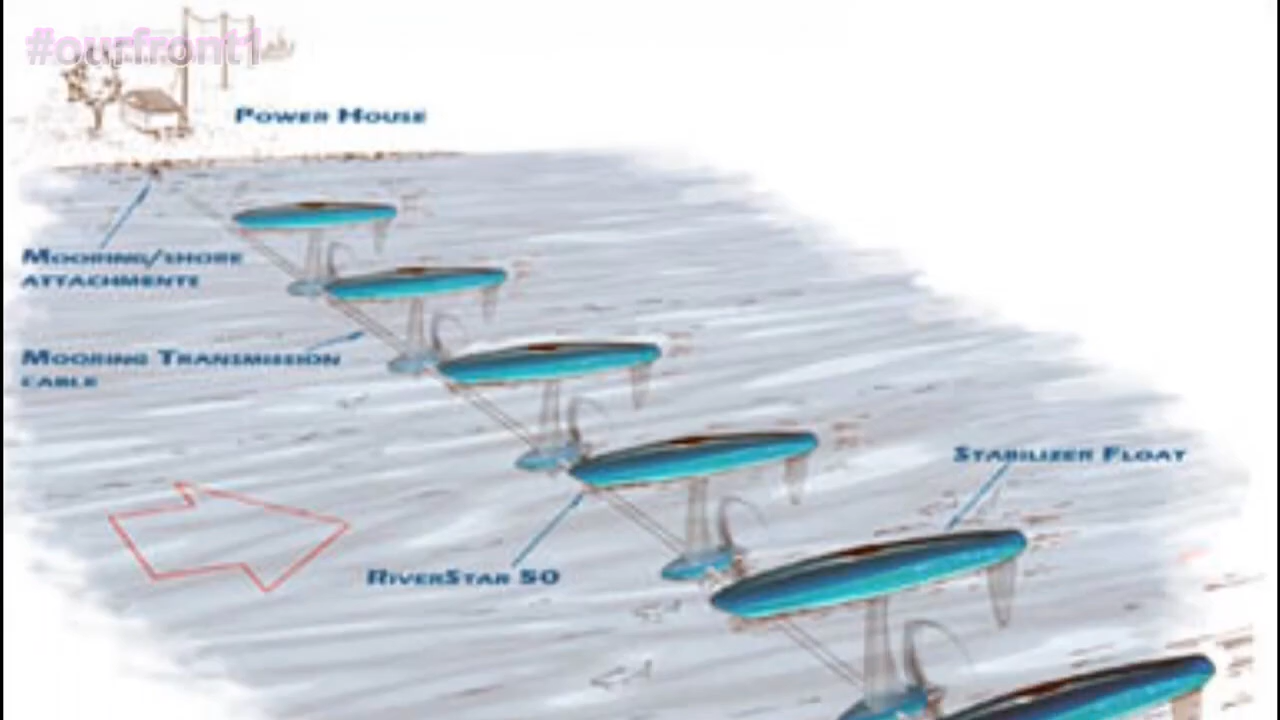 #ourfront1
POWER HOUSE
MOORING/SHORE
ATTACHMENTS
MOORING TRANSMISSION
CABLE
STABILIZER FLOAT
RIVERSTAR 50